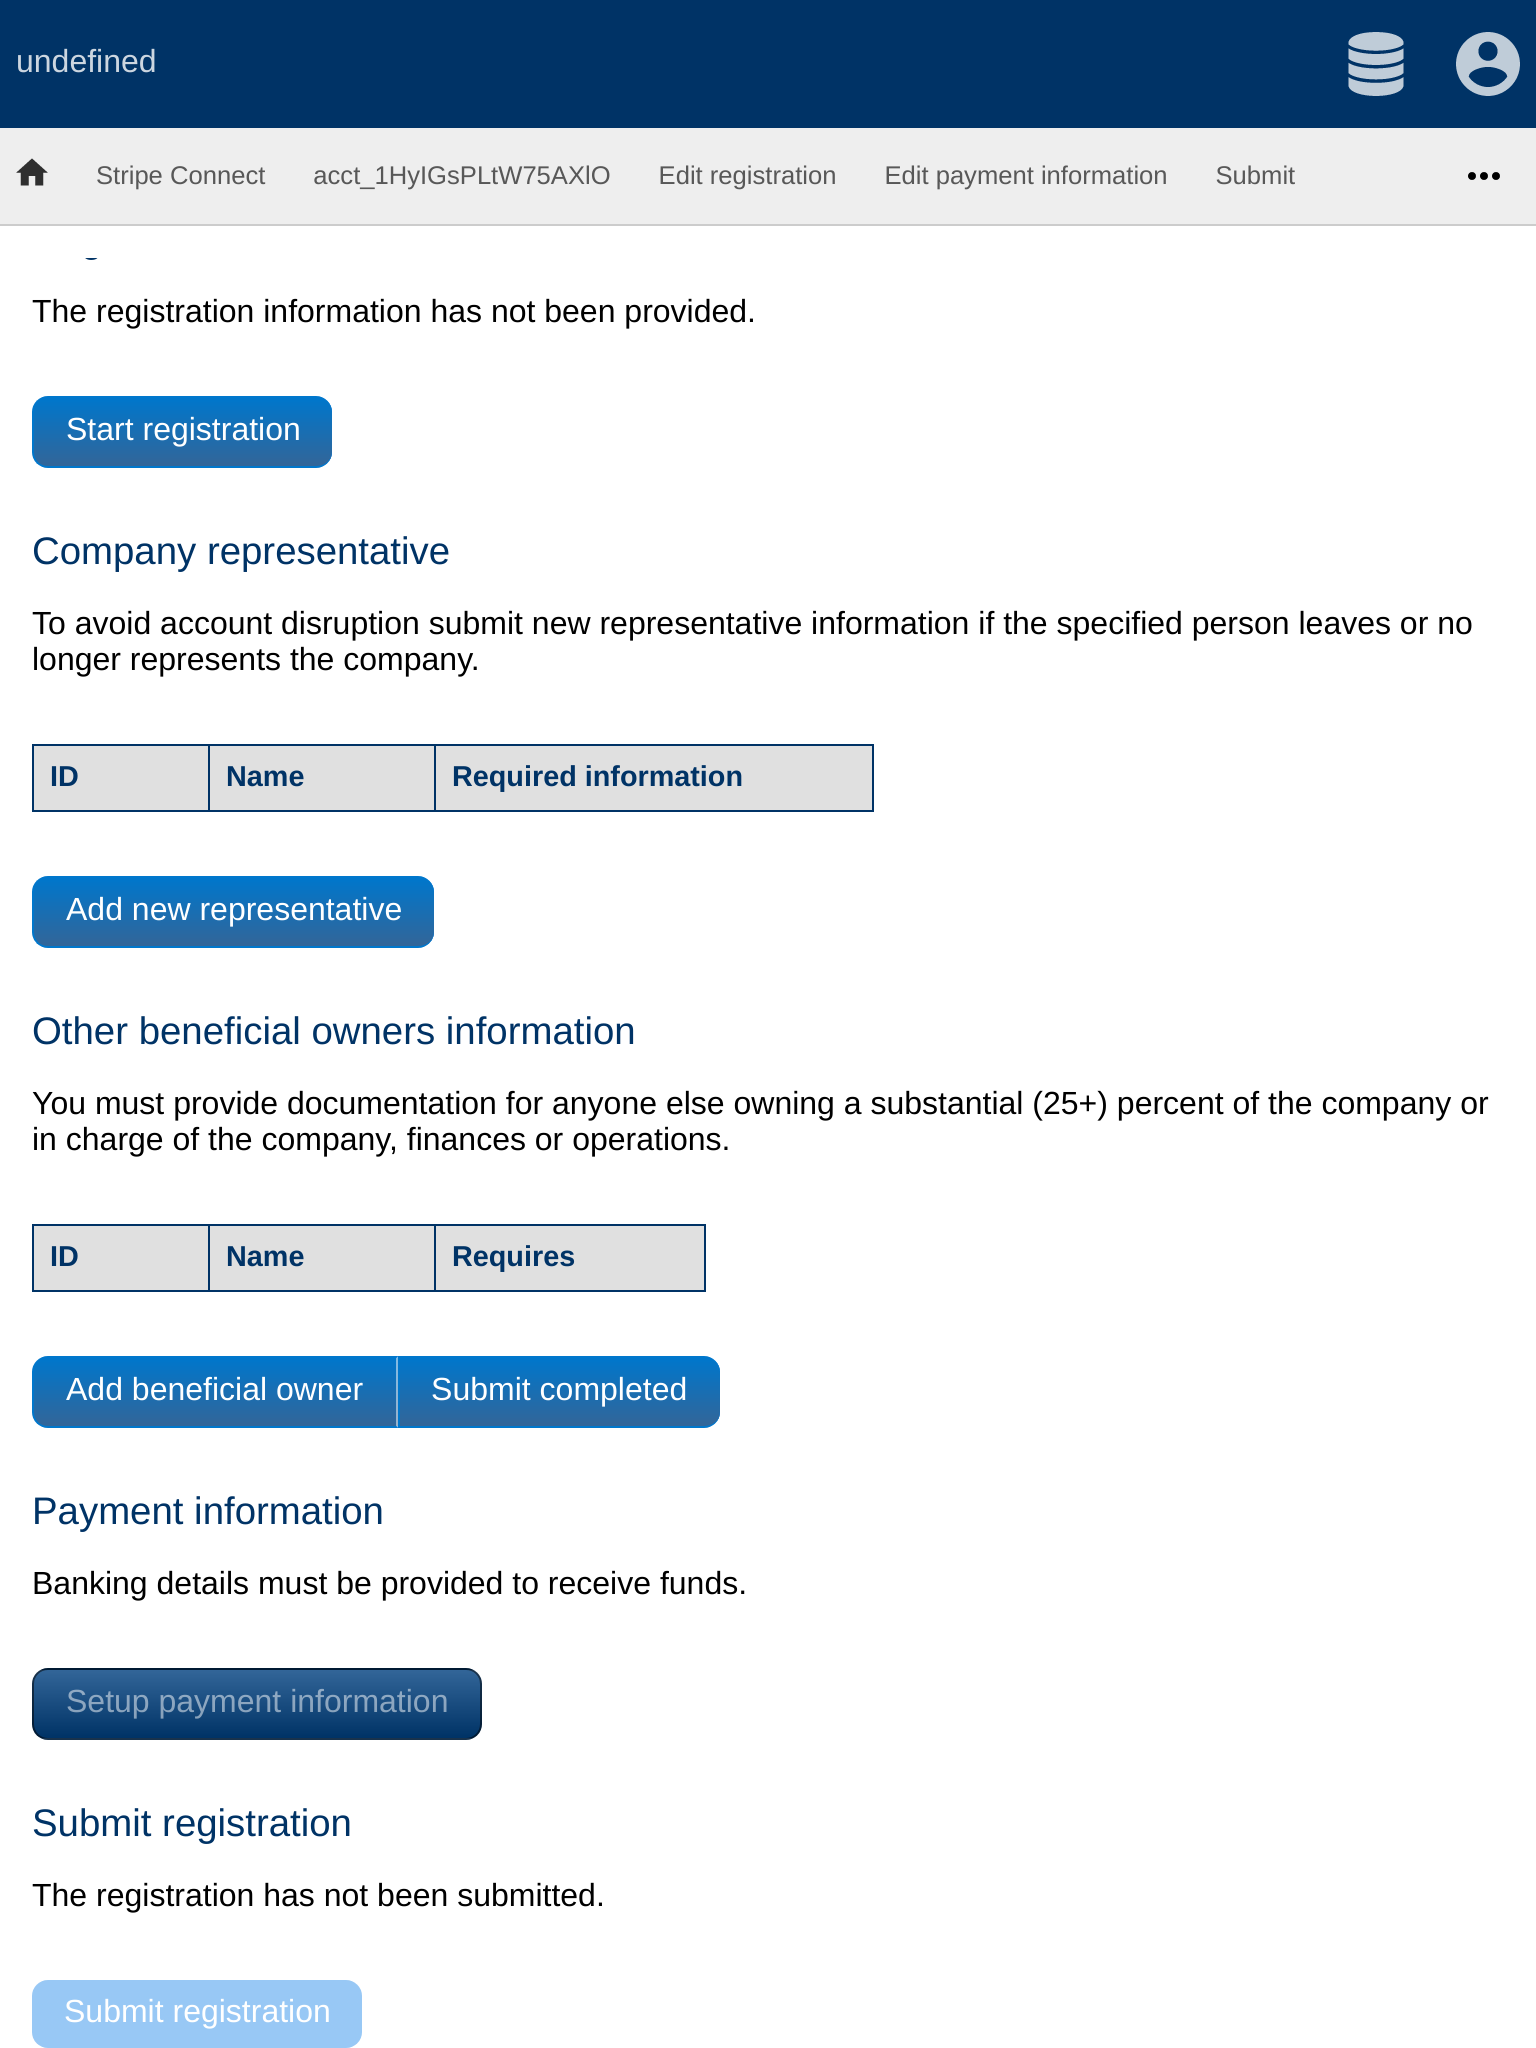 undefined
Stripe Connect acct_1HyIGsPLtW75AXlO Edit registration Edit payment information Submit
The registration information has not been provided.
Start registration
Company representative
To avoid account disruption submit new representative information if the specified person leaves or no
longer represents the company.
ID Name Required information
Add new representative
Other beneficial owners information
You must provide documentation for anyone else owning a substantial (25+) percent of the company or
in charge of the company, finances or operations.
ID Name Requires
Add beneficial owner Submit completed
Payment information
Banking details must be provided to receive funds.
Setup payment information
Submit registration
The registration has not been submitted.
Submit registration